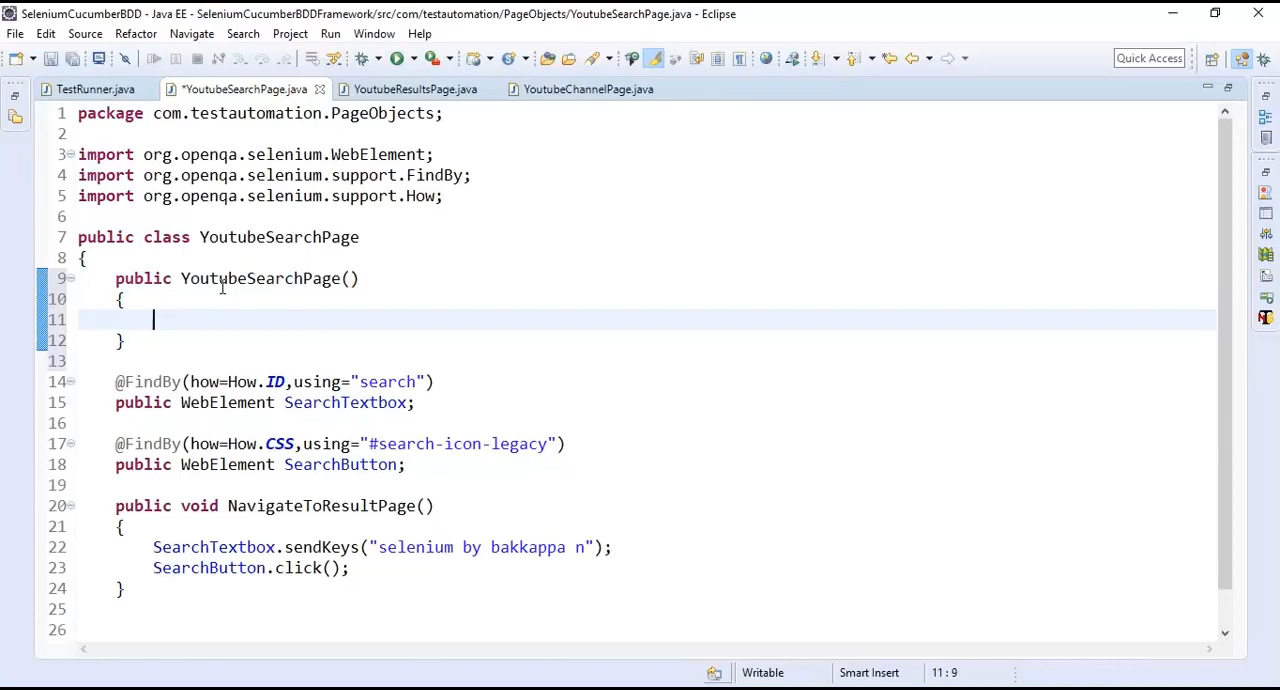 SeleniumCucumberBDD - Java EE - SeleniumCucumberBDDFramework/src/com/testautomation/PageObjects/YoutubeSearchPage.java - Eclipse
File Edit Source Refactor Navigate Search Project Run Window Help
Quick Access
TestRunner.java *YoutubeSearchPage.java YoutubeResultsPage.java YoutubeChannelPage.java
1 package com.testautomation.PageObjects;
2
3 import org.openqa.selenium.WebElement;
4 import org.openqa.selenium.support.FindBy;
5 import org.openqa.selenium.support.How;
6
7 public class YoutubeSearchPage
8 {
9 public YoutubeSearchPage()
10 {
11
12 }
13
14 @FindBy(how=How.ID,using="search")
15 public WebElement SearchTextbox;
16
17 @FindBy(how=How.CSS,using="#search-icon-legacy")
18 public WebElement SearchButton;
19
20 public void NavigateToResultPage()
21 {
22 SearchTextbox.sendKeys("selenium by bakkappa n");
23 SearchButton.click();
24 }
25
26
Writable Smart Insert 11 : 9